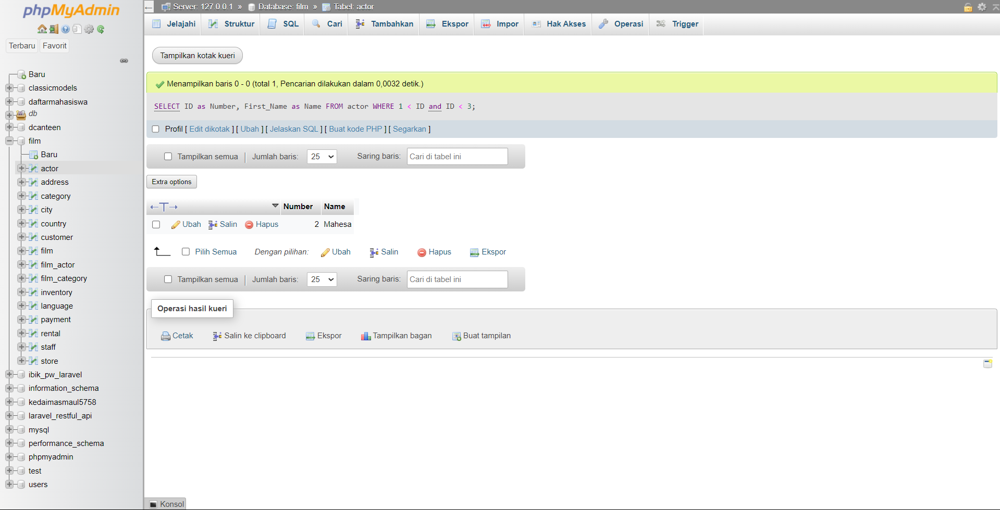 phpMyAdmin
Terbaru Favorit
Baru
classicmodels
daftarmahasiswa
db
dcanteen
film
Baru
actor
address
category
city
country
customer
film
film_actor
film_category
inventory
language
payment
rental
staff
store
ibik_pw_laravel
information_schema
kedaimasmaul5758
laravel_restful_api
mysql
performance_schema
phpmyadmin
test
users
Server: 127.0.0.1 » Database: film » Tabel: actor
Jelajahi Struktur SQL Cari Tambahkan Ekspor Impor Hak Akses Operasi Trigger
Tampilkan kotak kueri
Menampilkan baris 0 - 0 (total 1, Pencarian dilakukan dalam 0,0032 detik.)
SELECT ID as Number, First_Name as Name FROM actor WHERE 1 < ID and ID < 3;
Profil [ Edit dikotak ] [ Ubah ] [ Jelaskan SQL ] [ Buat kode PHP ] [ Segarkan ]
Tampilkan semua | Jumlah baris: 25 Saring baris: Cari di tabel ini
Extra options
←T→ Number Name
Ubah Salin Hapus 2 Mahesa
Pilih Semua Dengan pilihan: Ubah Salin Hapus Ekspor
Tampilkan semua | Jumlah baris: 25 Saring baris: Cari di tabel ini
Operasi hasil kueri
Cetak Salin ke clipboard Ekspor Tampilkan bagan Buat tampilan
Konsol